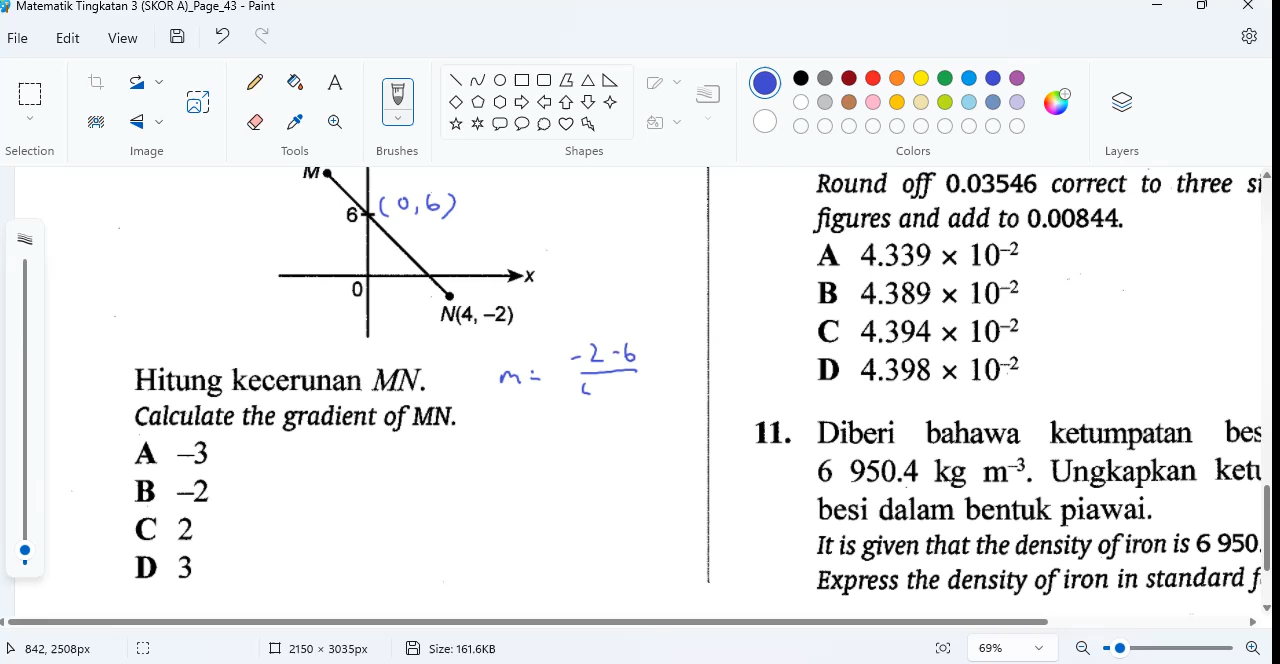 Matematik Tingkatan 3 (SKOR A)_Page_43 - Paint
File Edit View
Selection Image Tools Brushes Shapes Colors Layers
M
6 (0,6)
0 x
N(4, –2)
m = -2-6
Hitung kecerunan MN.
Calculate the gradient of MN.
A –3
B –2
C 2
D 3
Round off 0.03546 correct to three si
figures and add to 0.00844.
A 4.339 × 10⁻²
B 4.389 × 10⁻²
C 4.394 × 10⁻²
D 4.398 × 10⁻²
11. Diberi bahawa ketumpatan bes
6 950.4 kg m⁻³. Ungkapkan ketu
besi dalam bentuk piawai.
It is given that the density of iron is 6 950.
Express the density of iron in standard f
842, 2508px 2150 × 3035px Size: 161.6KB 69%